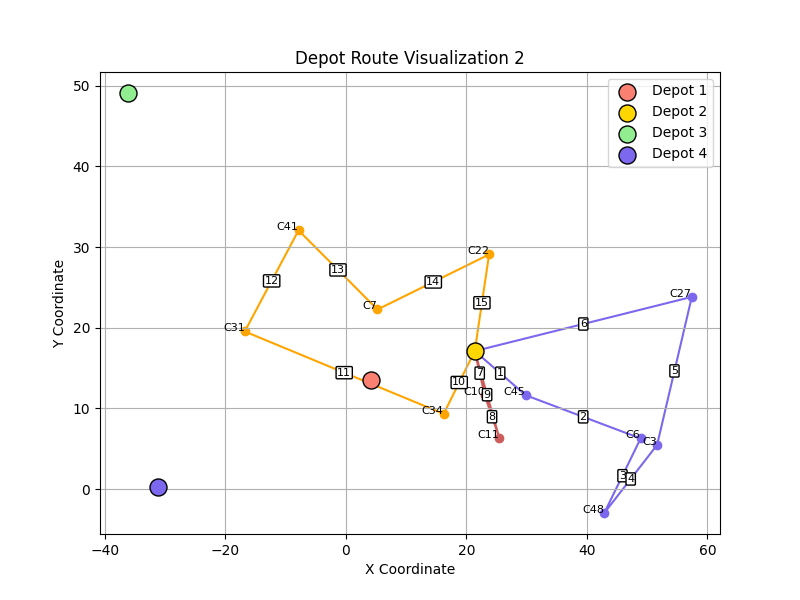 Depot Route Visualization 2
Depot 1
Depot 2
Depot 3
Depot 4
Y Coordinate
50
40
30
20
10
0
−40
−20
0
20
40
60
X Coordinate
C41
C22
C7
C27
C31
C34
C10
C45
C11
C6
C3
C48
1
2
3
4
5
6
7
8
9
10
11
12
13
14
15